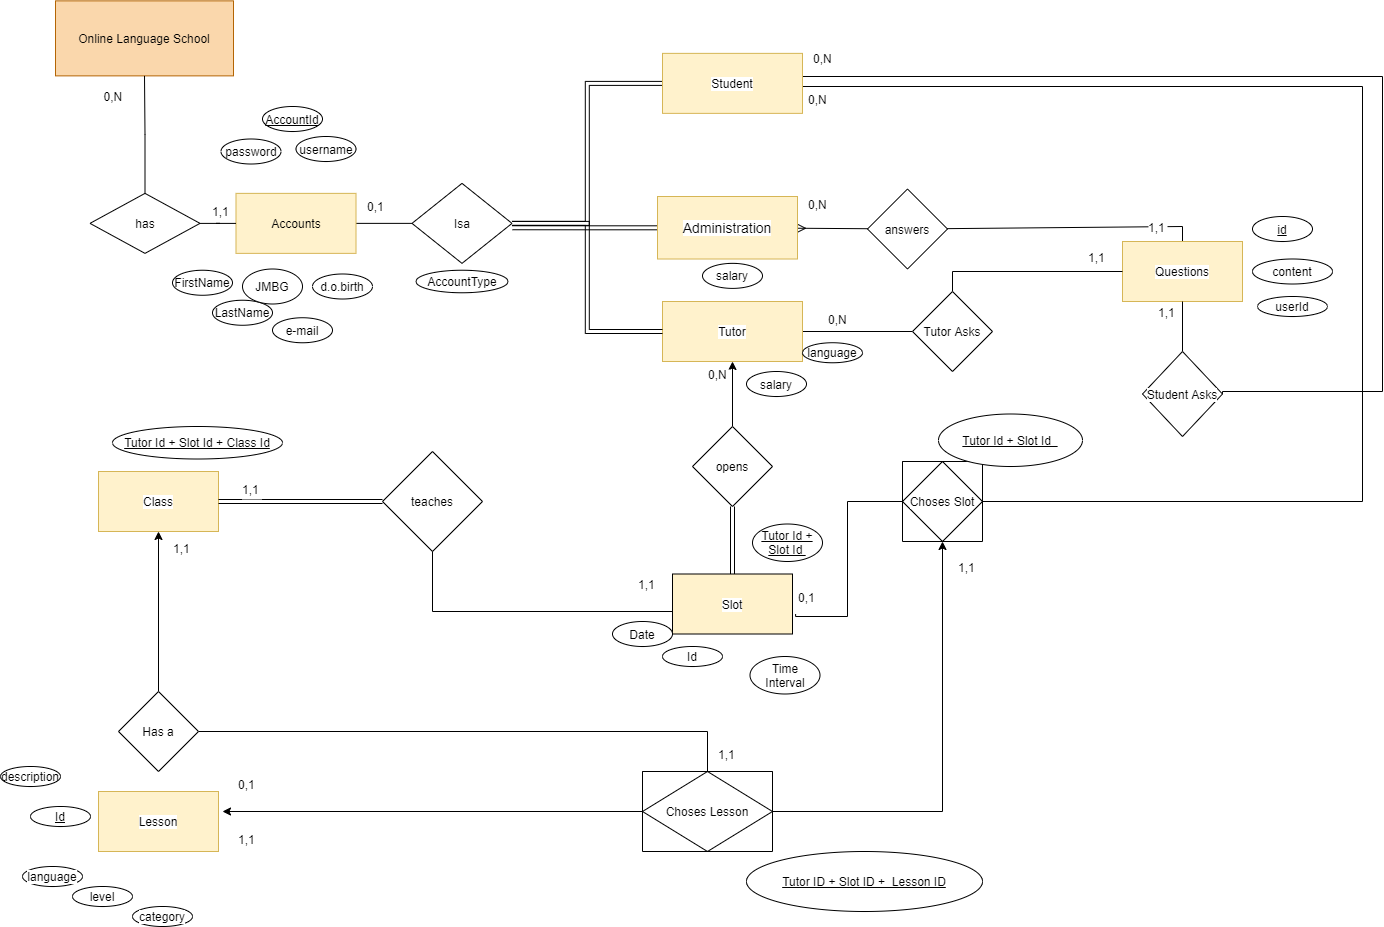 Online Language School
0,N
Student
0,N
0,N
AccountId
password
username
has
1,1
Accounts
0,1
Isa
Administration
0,N
answers
1,1
id
FirstName
JMBG
d.o.birth
LastName
e-mail
AccountType
salary
1,1
Questions
content
userId
Tutor
0,N
Tutor Asks
1,1
language
0,N
salary
Student Asks
Tutor Id + Slot Id + Class Id
Tutor Id + Slot Id
opens
Class
1,1
teaches
Choses Slot
1,1
Tutor Id +
Slot Id
1,1
1,1
Slot
0,1
Date
Id
Time
Interval
Has a
1,1
description
0,1
Id
Lesson
Choses Lesson
1,1
language
level
category
Tutor ID + Slot ID +  Lesson ID